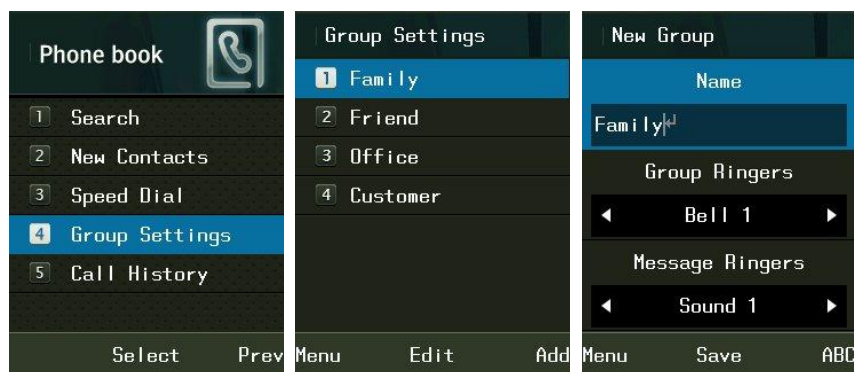 Phone book
1 Search
2 New Contacts
3 Speed Dial
4 Group Settings
5 Call History
Select Prev
Group Settings
1 Family
2 Friend
3 Office
4 Customer
Menu Edit Add
New Group
Name
Family
Group Ringers
Bell 1
Message Ringers
Sound 1
Menu Save ABC